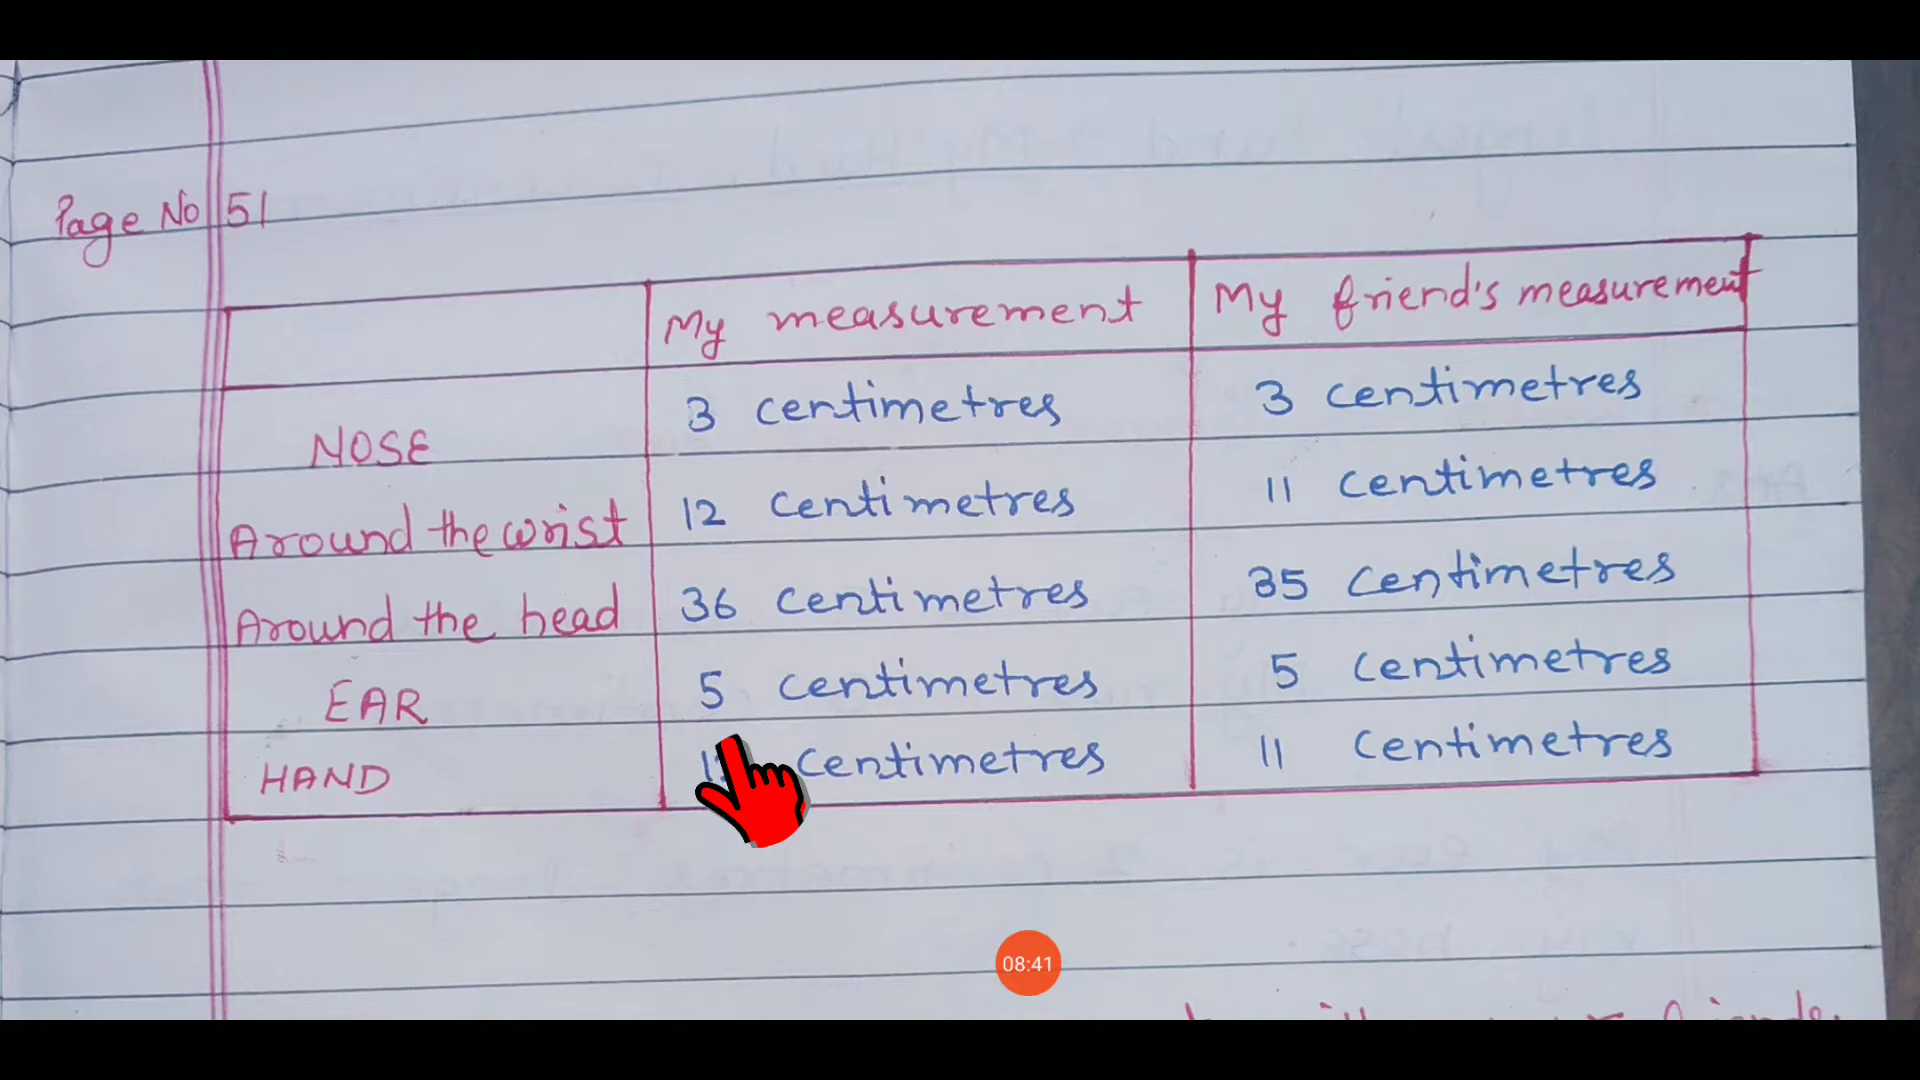 Page No 51
My measurement My friend's measurement
NOSE 3 centimetres 3 centimetres
Around the wrist 12 centimetres 11 centimetres
Around the head 36 centimetres 35 centimetres
EAR 5 centimetres 5 centimetres
HAND centimetres 11 centimetres
08:41